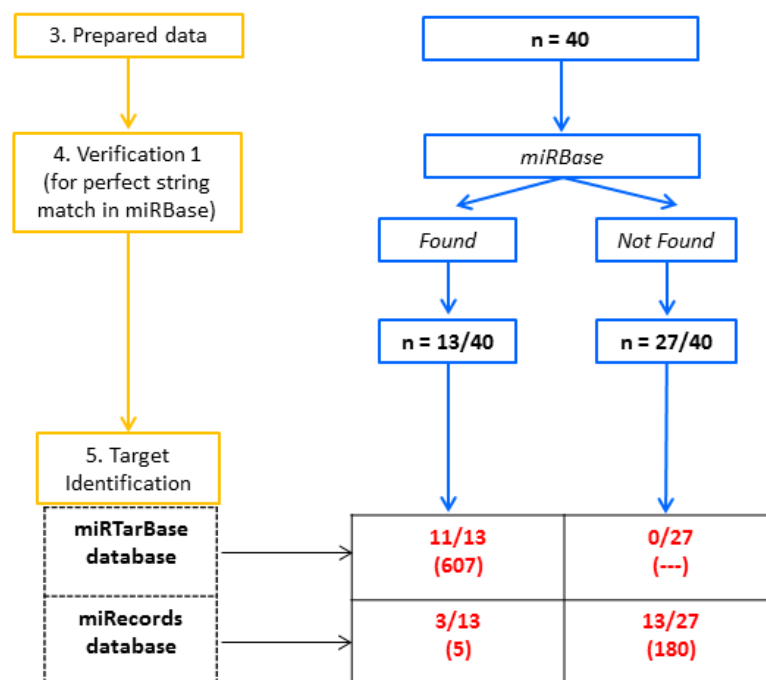 3. Prepared data
n = 40
4. Verification 1
(for perfect string
match in miRBase)
miRBase
Found
Not Found
n = 13/40
n = 27/40
5. Target
Identification
miRTarBase
database
11/13
(607)
0/27
(---)
miRecords
database
3/13
(5)
13/27
(180)